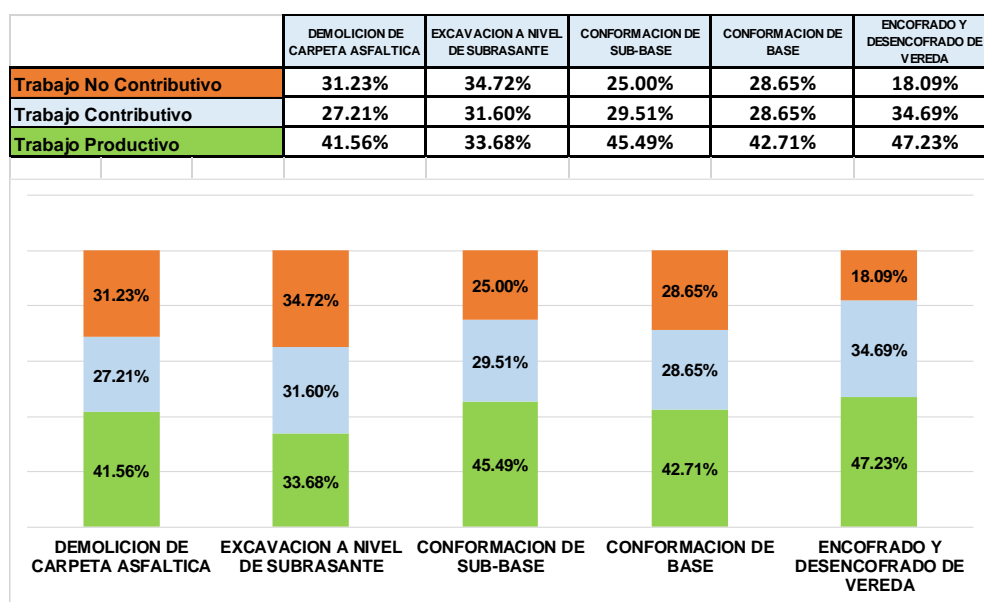 DEMOLICION DE CARPETA ASFALTICA EXCAVACION A NIVEL DE SUBRASANTE CONFORMACION DE SUB-BASE CONFORMACION DE BASE ENCOFRADO Y DESENCOFRADO DE VEREDA
Trabajo No Contributivo 31.23% 34.72% 25.00% 28.65% 18.09%
Trabajo Contributivo 27.21% 31.60% 29.51% 28.65% 34.69%
Trabajo Productivo 41.56% 33.68% 45.49% 42.71% 47.23%
31.23% 34.72% 25.00% 28.65% 18.09%
27.21% 31.60% 29.51% 28.65% 34.69%
41.56% 33.68% 45.49% 42.71% 47.23%
DEMOLICION DE CARPETA ASFALTICA EXCAVACION A NIVEL DE SUBRASANTE CONFORMACION DE SUB-BASE CONFORMACION DE BASE ENCOFRADO Y DESENCOFRADO DE VEREDA